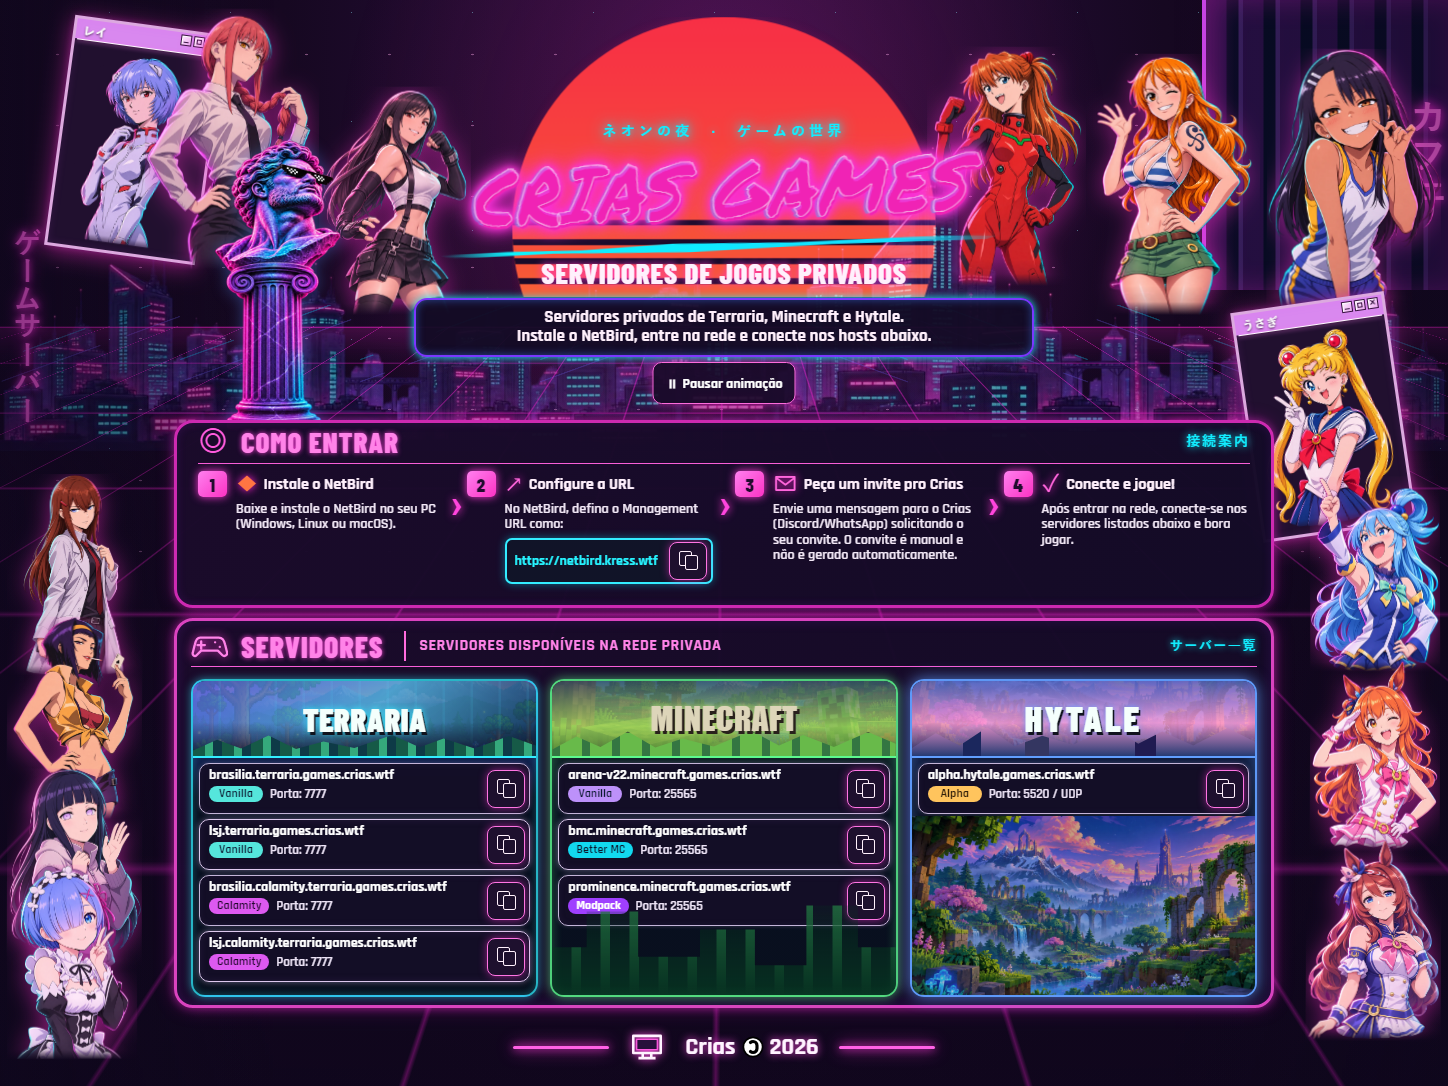 レイ
ネオンの夜 · ゲームの世界
CRIAS GAMES
SERVIDORES DE JOGOS PRIVADOS
Servidores privados de Terraria, Minecraft e Hytale.
Instale o NetBird, entre na rede e conecte nos hosts abaixo.
Pausar animação
ゲームサーバー
うさぎ
COMO ENTRAR
接続案内
1
Instale o NetBird
Baixe e instale o NetBird no seu PC
(Windows, Linux ou macOS).
2
Configure a URL
No NetBird, defina o Management
URL como:
https://netbird.kress.wtf
3
Peça um invite pro Crias
Envie uma mensagem para o Crias
(Discord/WhatsApp) solicitando o
seu convite. O convite é manual e
não é gerado automaticamente.
4
Conecte e jogue!
Após entrar na rede, conecte-se nos
servidores listados abaixo e bora
jogar.
SERVIDORES
SERVIDORES DISPONÍVEIS NA REDE PRIVADA
サーバー一覧
TERRARIA
brasilia.terraria.games.crias.wtf
Vanilla Porta: 7777
lsj.terraria.games.crias.wtf
Vanilla Porta: 7777
brasilia.calamity.terraria.games.crias.wtf
Calamity Porta: 7777
lsj.calamity.terraria.games.crias.wtf
Calamity Porta: 7777
MINECRAFT
arena-v22.minecraft.games.crias.wtf
Vanilla Porta: 25565
bmc.minecraft.games.crias.wtf
Better MC Porta: 25565
prominence.minecraft.games.crias.wtf
Modpack Porta: 25565
HYTALE
alpha.hytale.games.crias.wtf
Alpha Porta: 5520 / UDP
Crias 2026